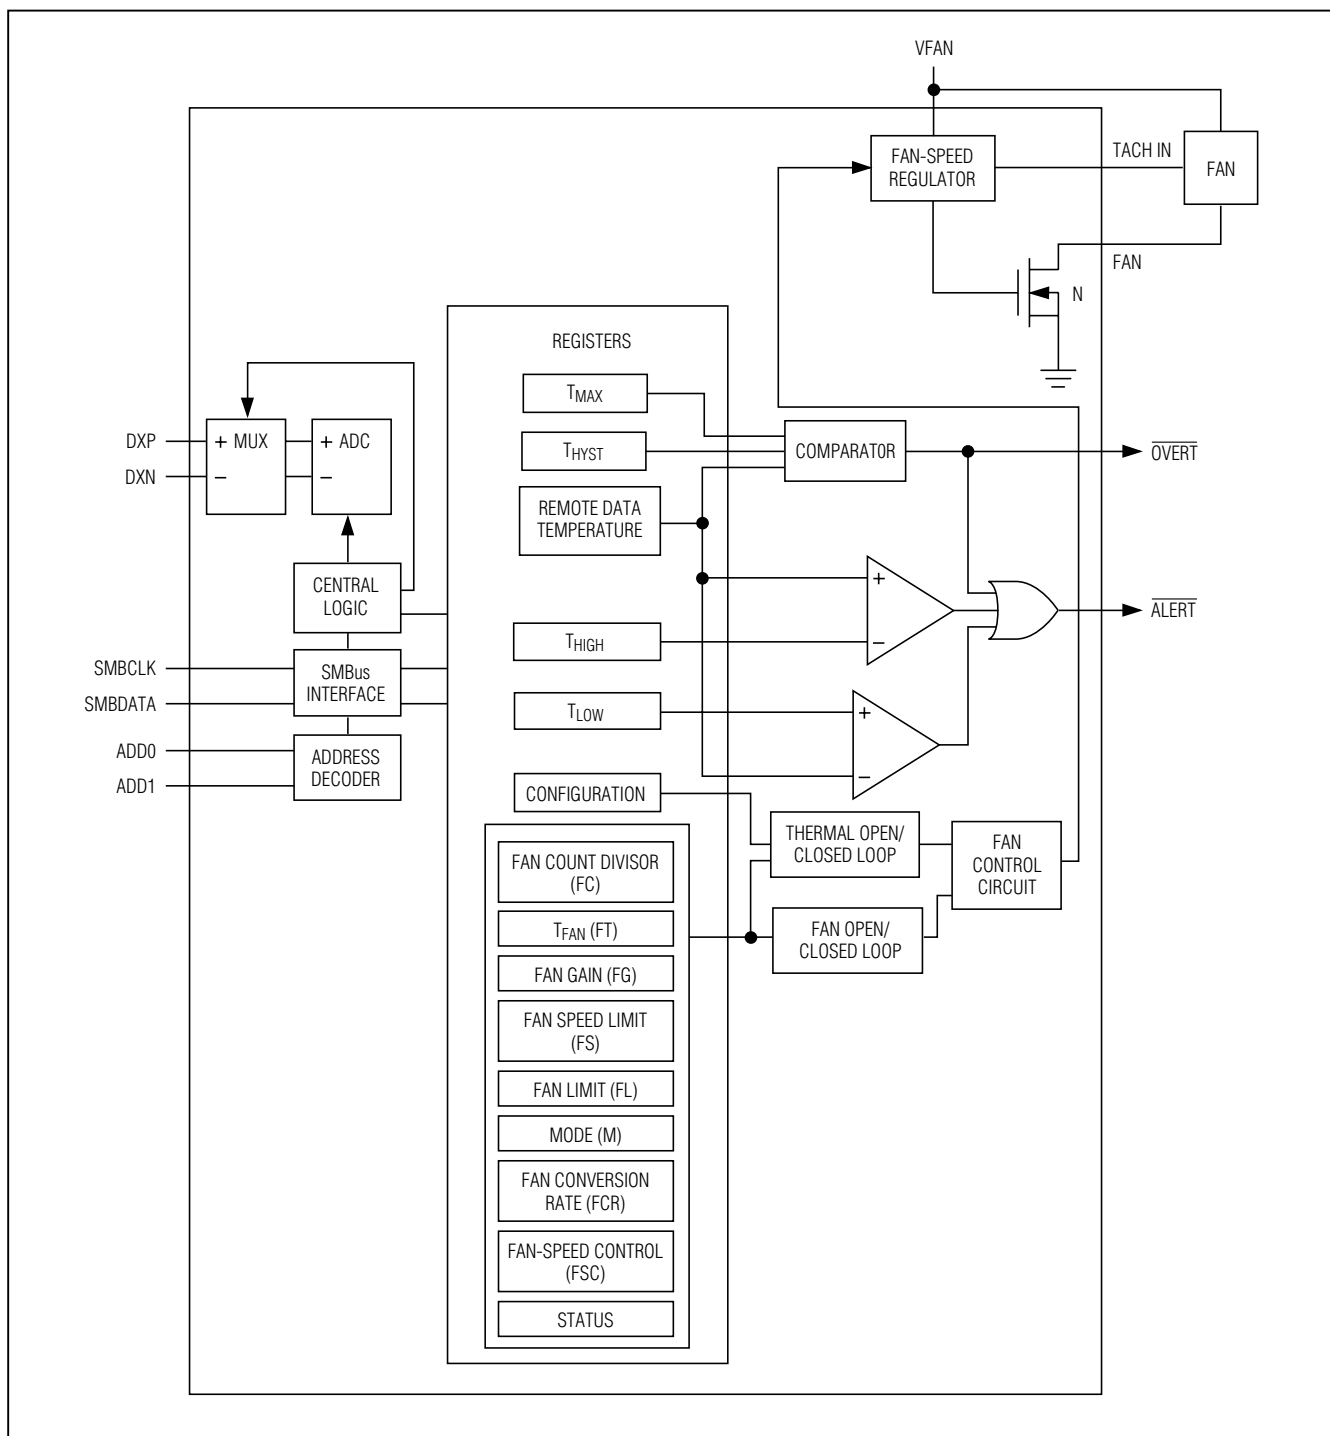 VFAN
FAN-SPEED
REGULATOR
TACH IN
FAN
FAN
N
REGISTERS
TMAX
THYST
REMOTE DATA
TEMPERATURE
COMPARATOR
OVERT
DXP
DXN
+ MUX
−
+ ADC
−
CENTRAL
LOGIC
+
−
ALERT
THIGH
SMBCLK
SMBDATA
SMBus
INTERFACE
TLOW
+
−
ADD0
ADD1
ADDRESS
DECODER
CONFIGURATION
THERMAL OPEN/
CLOSED LOOP
FAN
CONTROL
CIRCUIT
FAN COUNT DIVISOR
(FC)
TFAN (FT)
FAN OPEN/
CLOSED LOOP
FAN GAIN (FG)
FAN SPEED LIMIT
(FS)
FAN LIMIT (FL)
MODE (M)
FAN CONVERSION
RATE (FCR)
FAN-SPEED CONTROL
(FSC)
STATUS